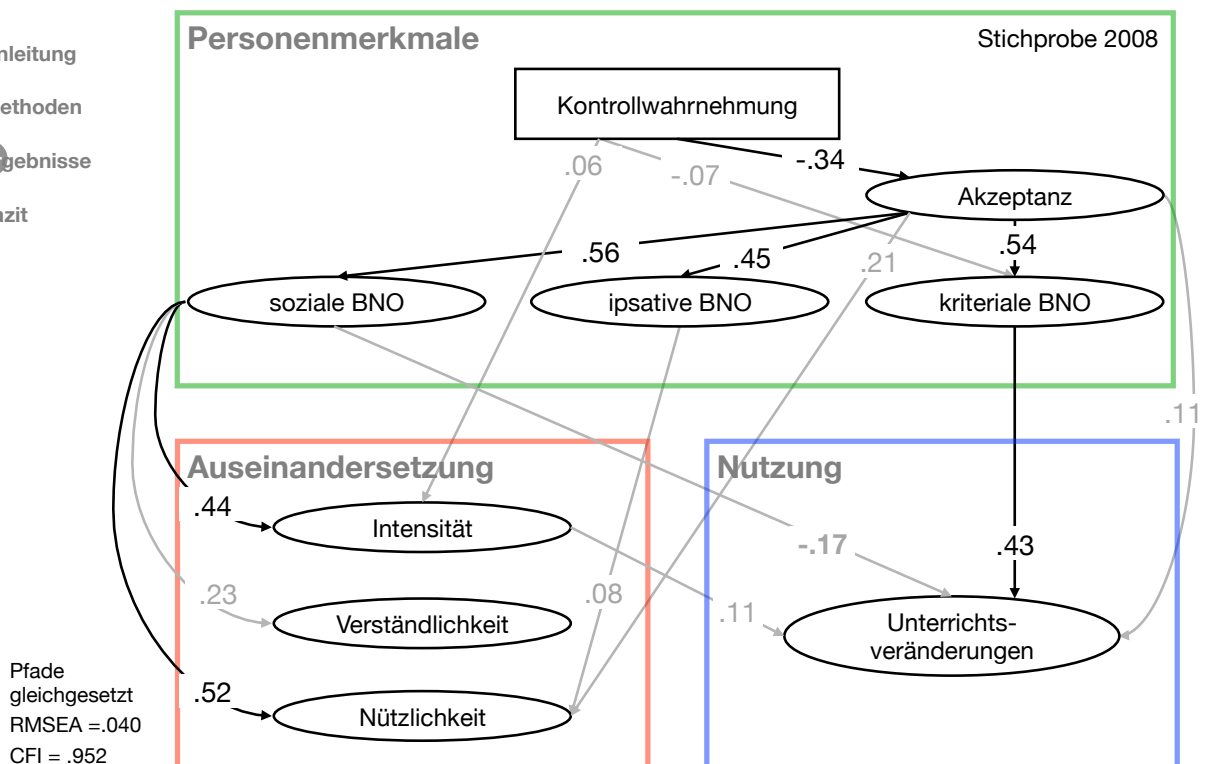 nleitung
ethoden
gebnisse
zit
Personenmerkmale
Stichprobe 2008
Kontrollwahrnehmung
.06
-.07
-.34
Akzeptanz
.56
.45
.21
.54
soziale BNO
ipsative BNO
kriteriale BNO
.11
Auseinandersetzung
Nutzung
.44
Intensität
-.17
.43
.23
.08
.11
Verständlichkeit
Unterrichts-
veränderungen
.52
Nützlichkeit
Pfade
gleichgesetzt
RMSEA =.040
CFI = .952